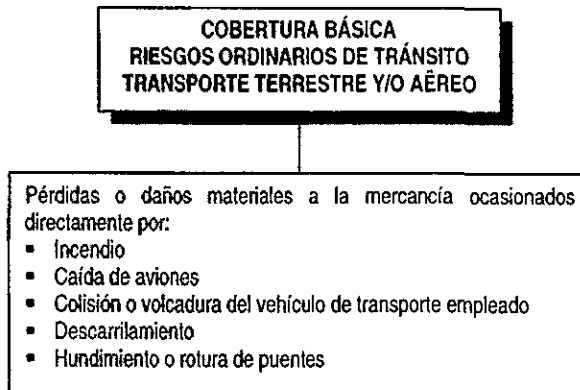 COBERTURA BÁSICA
RIESGOS ORDINARIOS DE TRÁNSITO
TRANSPORTE TERRESTRE Y/O AÉREO
Pérdidas o daños materiales a la mercancía ocasionados
directamente por:
▪ Incendio
▪ Caída de aviones
▪ Colisión o volcadura del vehículo de transporte empleado
▪ Descarrilamiento
▪ Hundimiento o rotura de puentes